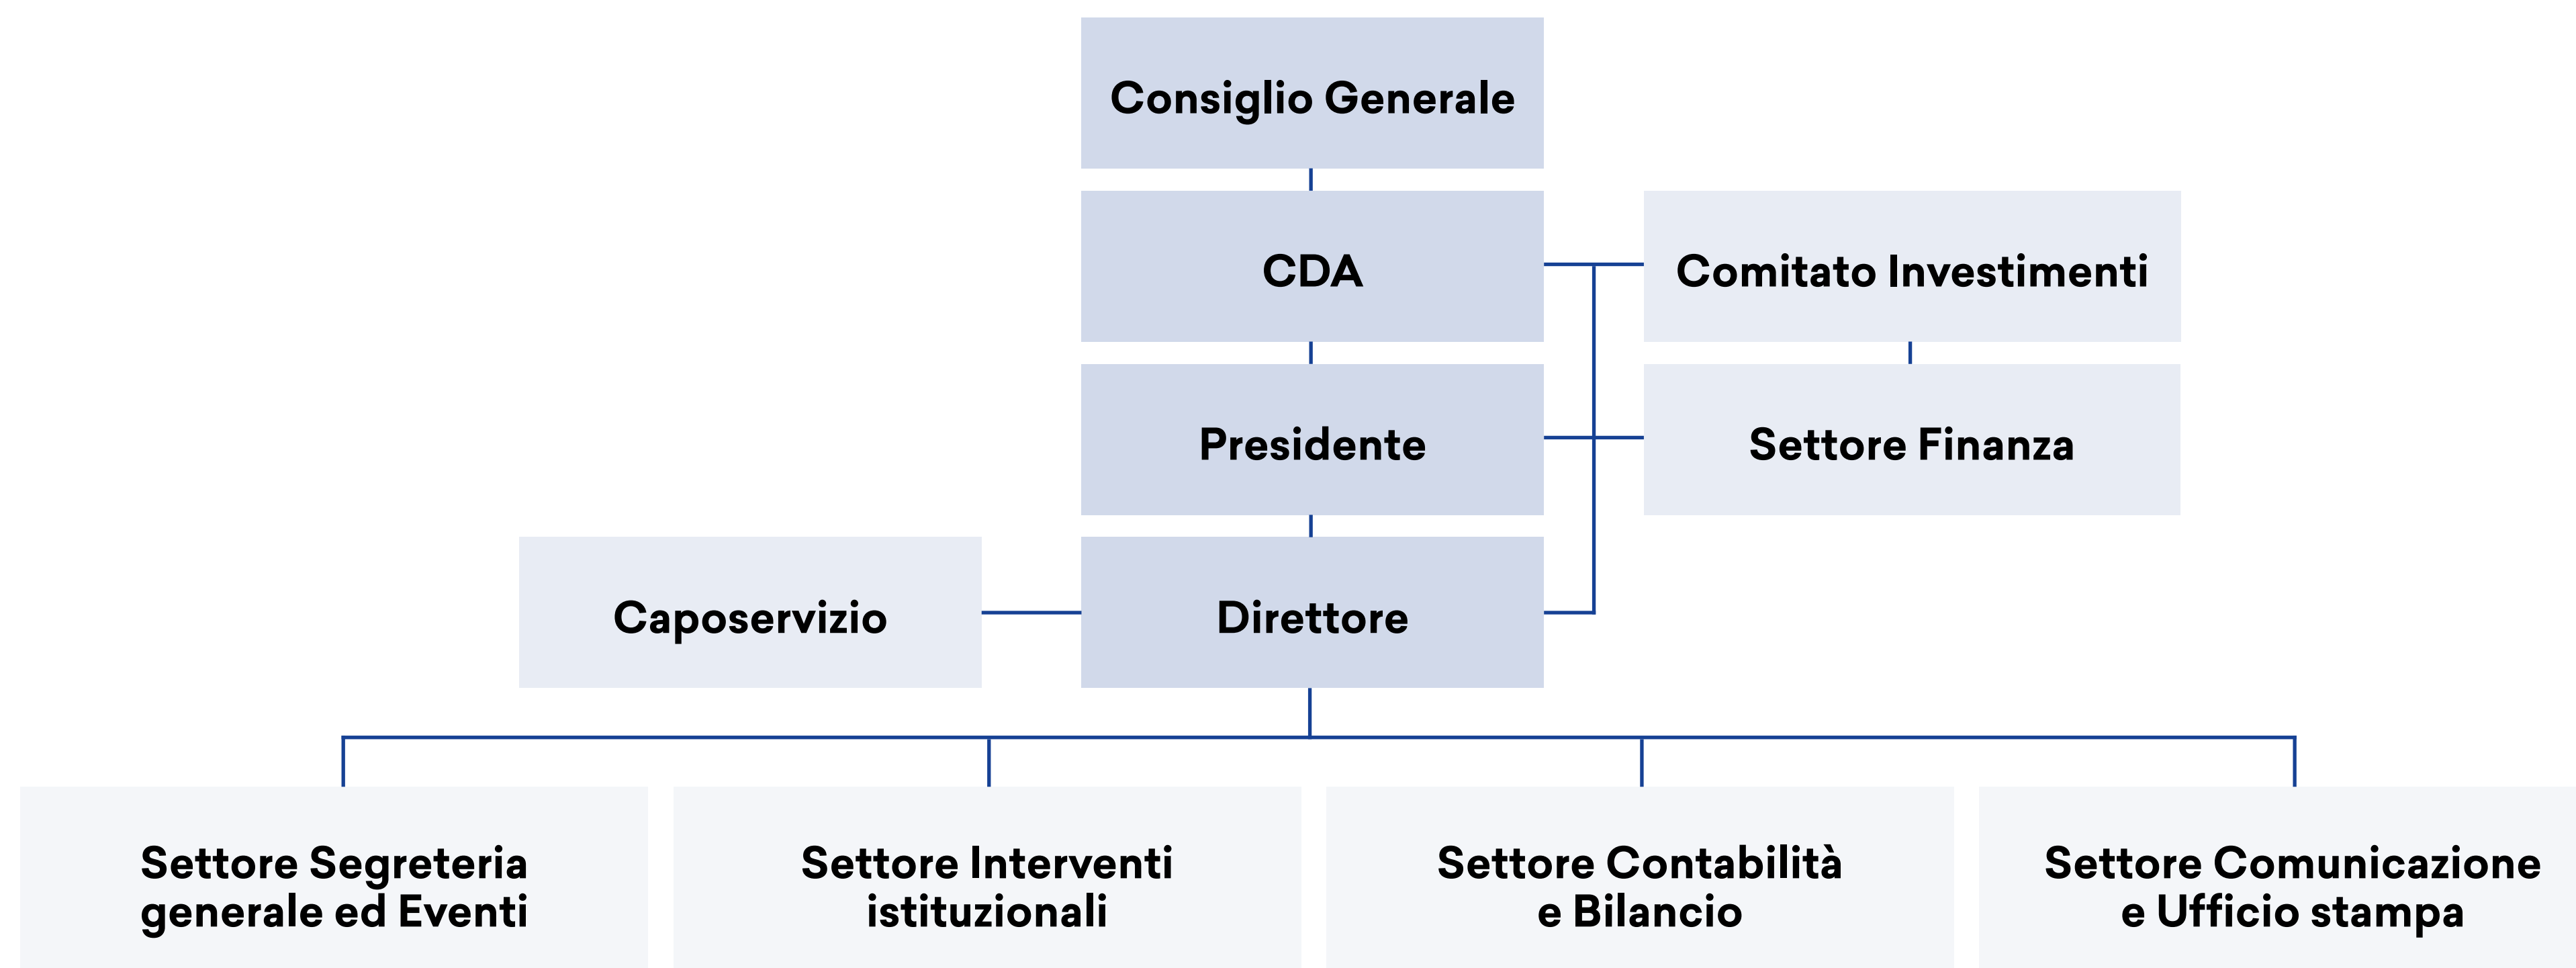 Consiglio Generale
CDA
Comitato Investimenti
Presidente
Settore Finanza
Caposervizio
Direttore
Settore Segreteria
generale ed Eventi
Settore Interventi
istituzionali
Settore Contabilità
e Bilancio
Settore Comunicazione
e Ufficio stampa